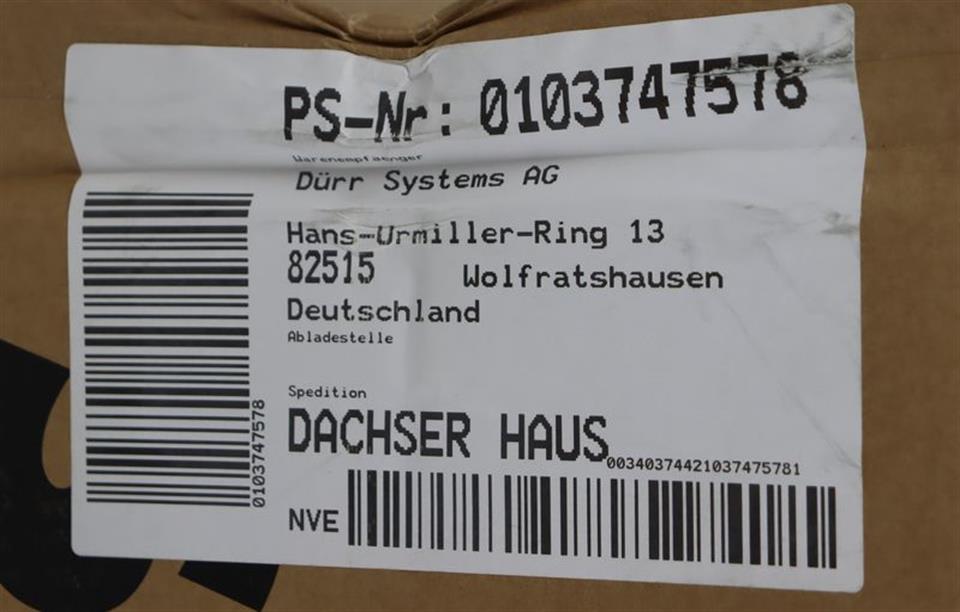 PS-Nr: 0103747578
Warenempfaenger
Dürr Systems AG
Hans-Urmiller-Ring 13
82515 Wolfratshausen
Deutschland
Abladestelle
Spedition
DACHSER HAUS
00340374421037475781
NVE
0103747578